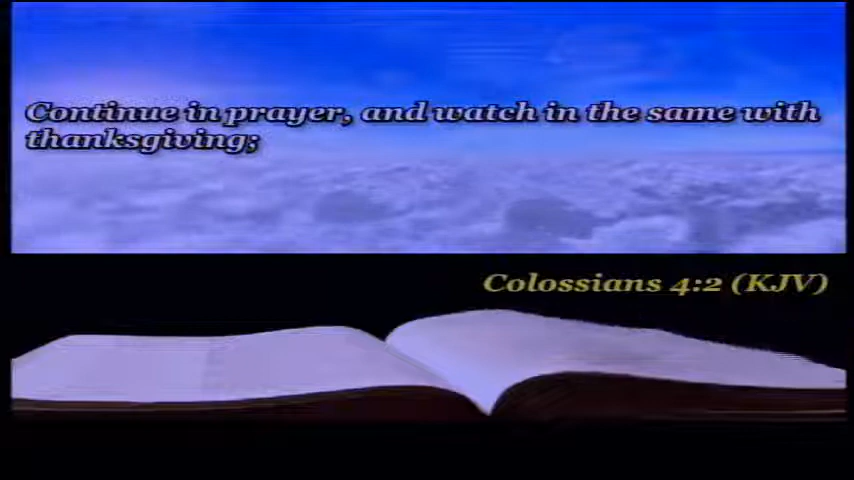 Continue in prayer, and watch in the same with
thanksgiving;
Colossians 4:2 (KJV)